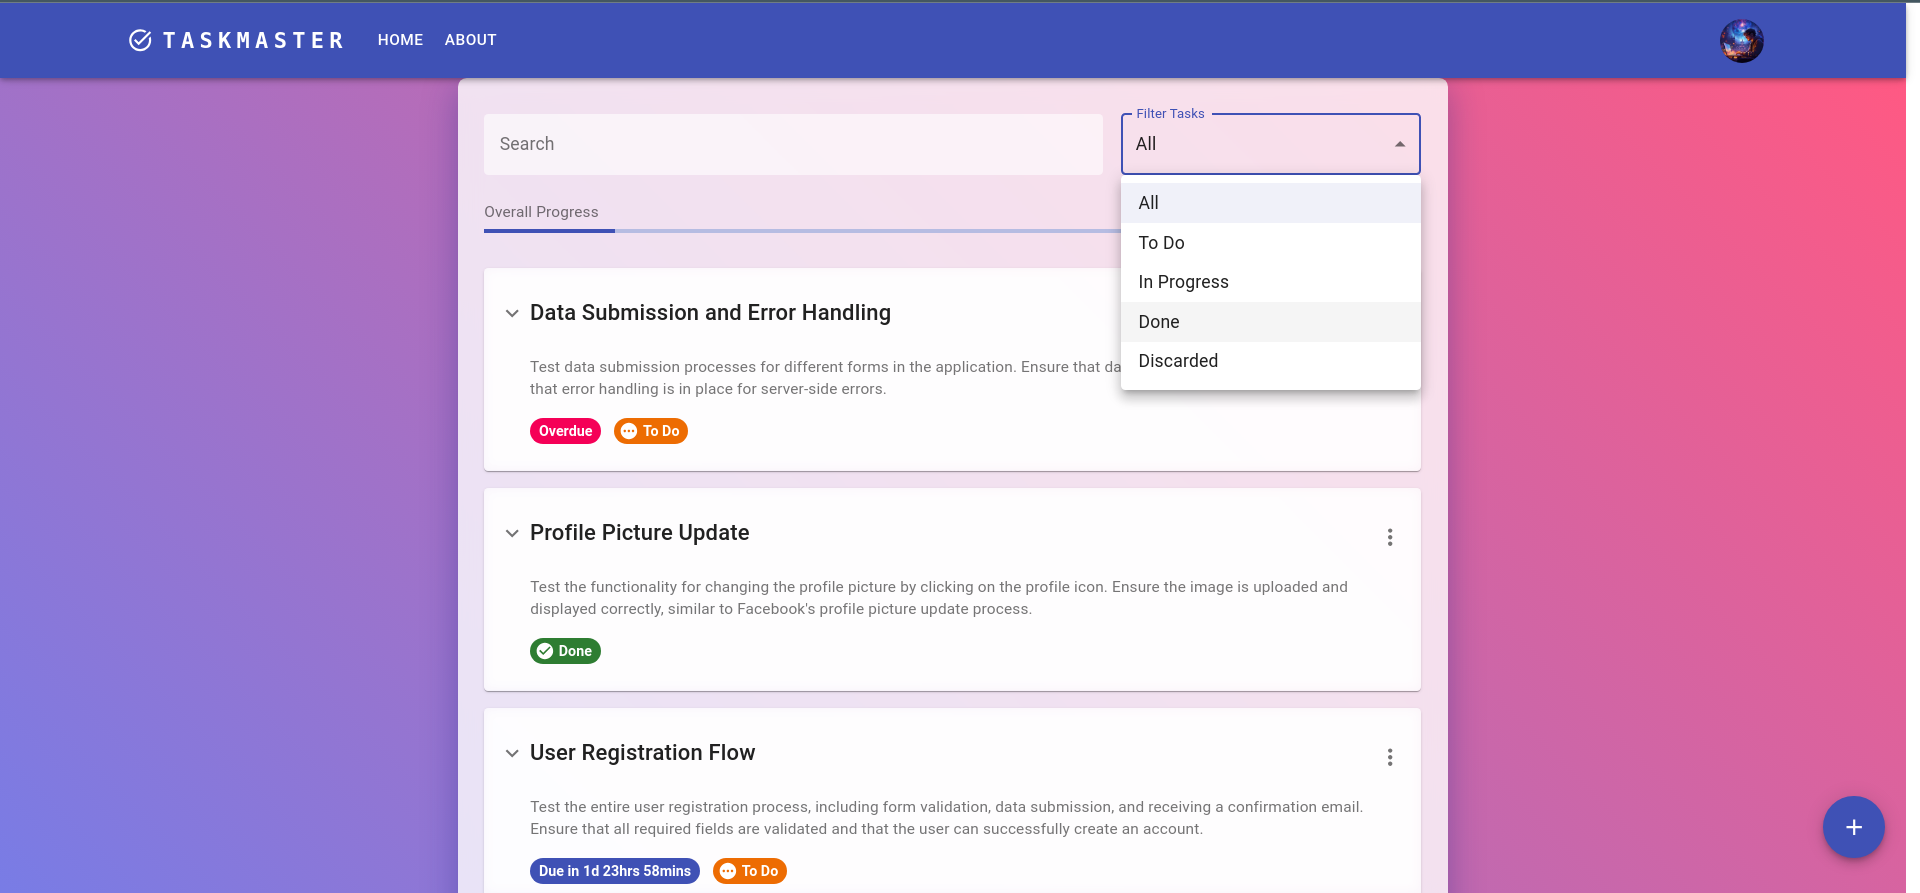 TASKMASTER
HOME
ABOUT
Search
Filter Tasks
All
All
To Do
In Progress
Done
Discarded
Overall Progress
Data Submission and Error Handling
Test data submission processes for different forms in the application. Ensure that
that error handling is in place for server-side errors.
Overdue
To Do
Profile Picture Update
Test the functionality for changing the profile picture by clicking on the profile icon. Ensure the image is uploaded and
displayed correctly, similar to Facebook's profile picture update process.
Done
User Registration Flow
Test the entire user registration process, including form validation, data submission, and receiving a confirmation email.
Ensure that all required fields are validated and that the user can successfully create an account.
Due in 1d 23hrs 58mins
To Do